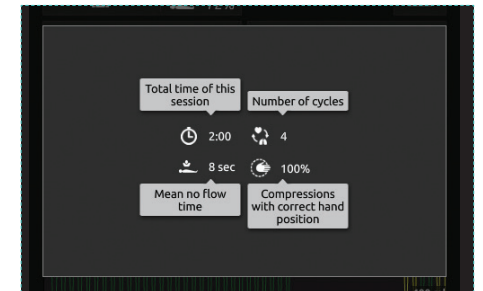 72%
Total time of this
session
Number of cycles
2:00
4
8 sec
100%
Mean no flow
time
Compressions
with correct hand
position